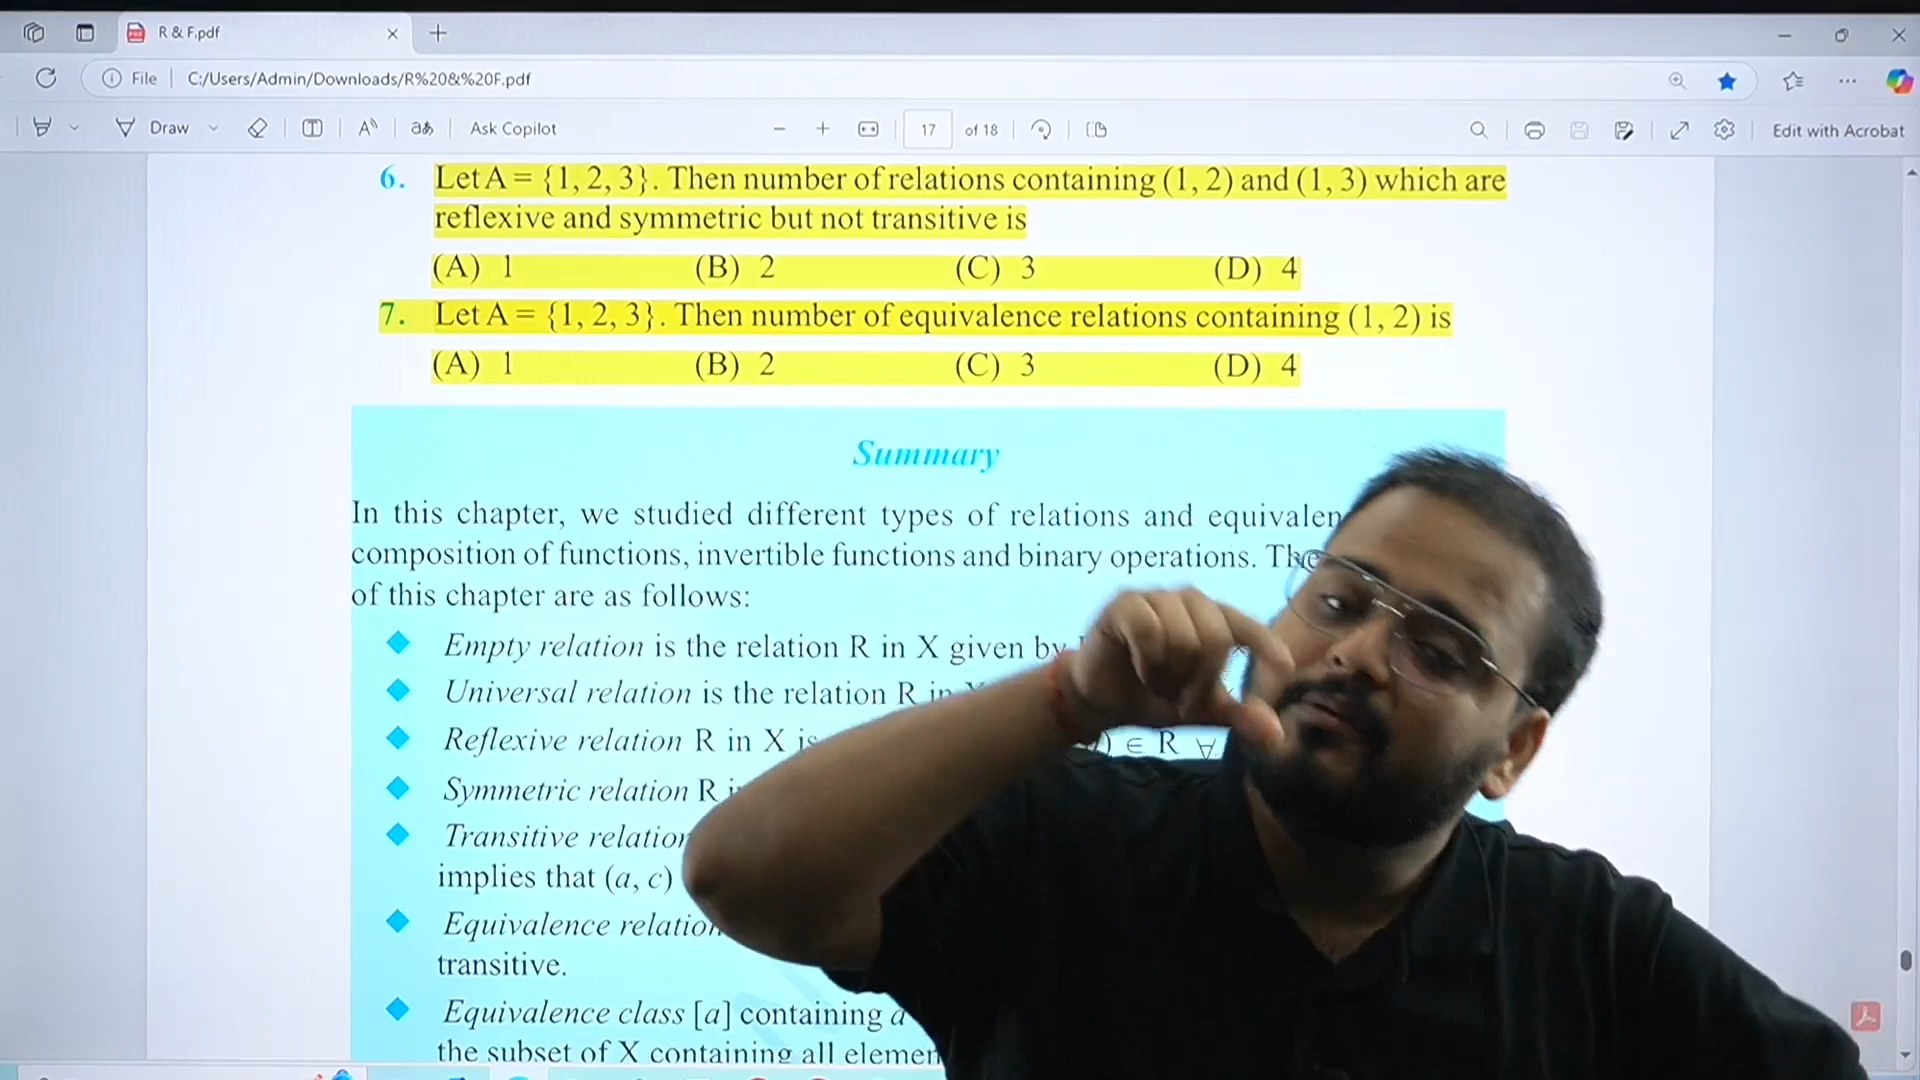 R & F.pdf
File C:/Users/Admin/Downloads/R%20&%20F.pdf
Draw Ask Copilot 17 of 18 Edit with Acrobat
6. Let A = {1, 2, 3}. Then number of relations containing (1, 2) and (1, 3) which are
reflexive and symmetric but not transitive is
(A) 1 (B) 2 (C) 3 (D) 4
7. Let A = {1, 2, 3}. Then number of equivalence relations containing (1, 2) is
(A) 1 (B) 2 (C) 3 (D) 4
Summary
In this chapter, we studied different types of relations and
composition of functions, invertible functions and binary operations.
of this chapter are as follows:
Empty relation is the relation R in X given by
Universal relation is the relation R in
Reflexive relation R in X is ∈ R ∀
Symmetric relation R
Transitive
implies that (a, c)
Equivalence
transitive.
Equivalence class [a] containing a
the subset of X containing all